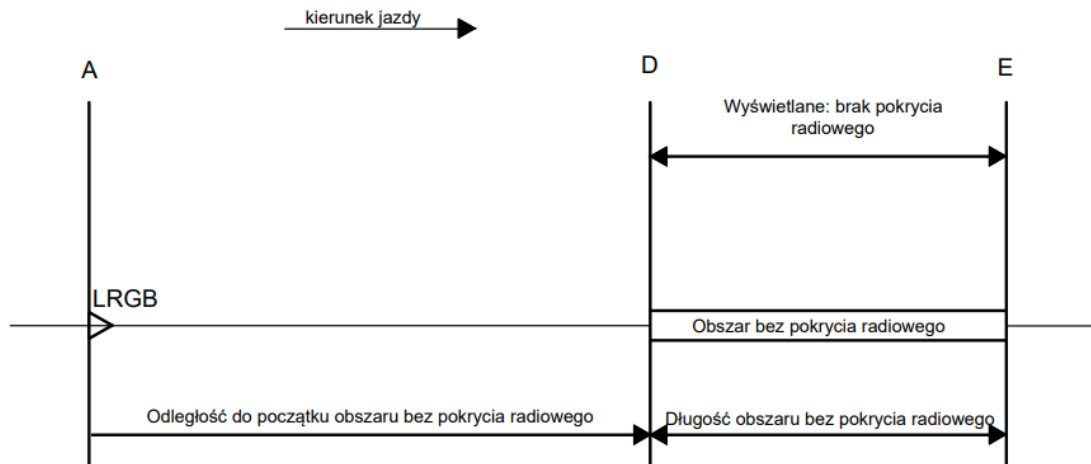 kierunek jazdy
A
D
E
Wyświetlane: brak pokrycia
radiowego
LRGB
Obszar bez pokrycia radiowego
Odległość do początku obszaru bez pokrycia radiowego
Długość obszaru bez pokrycia radiowego